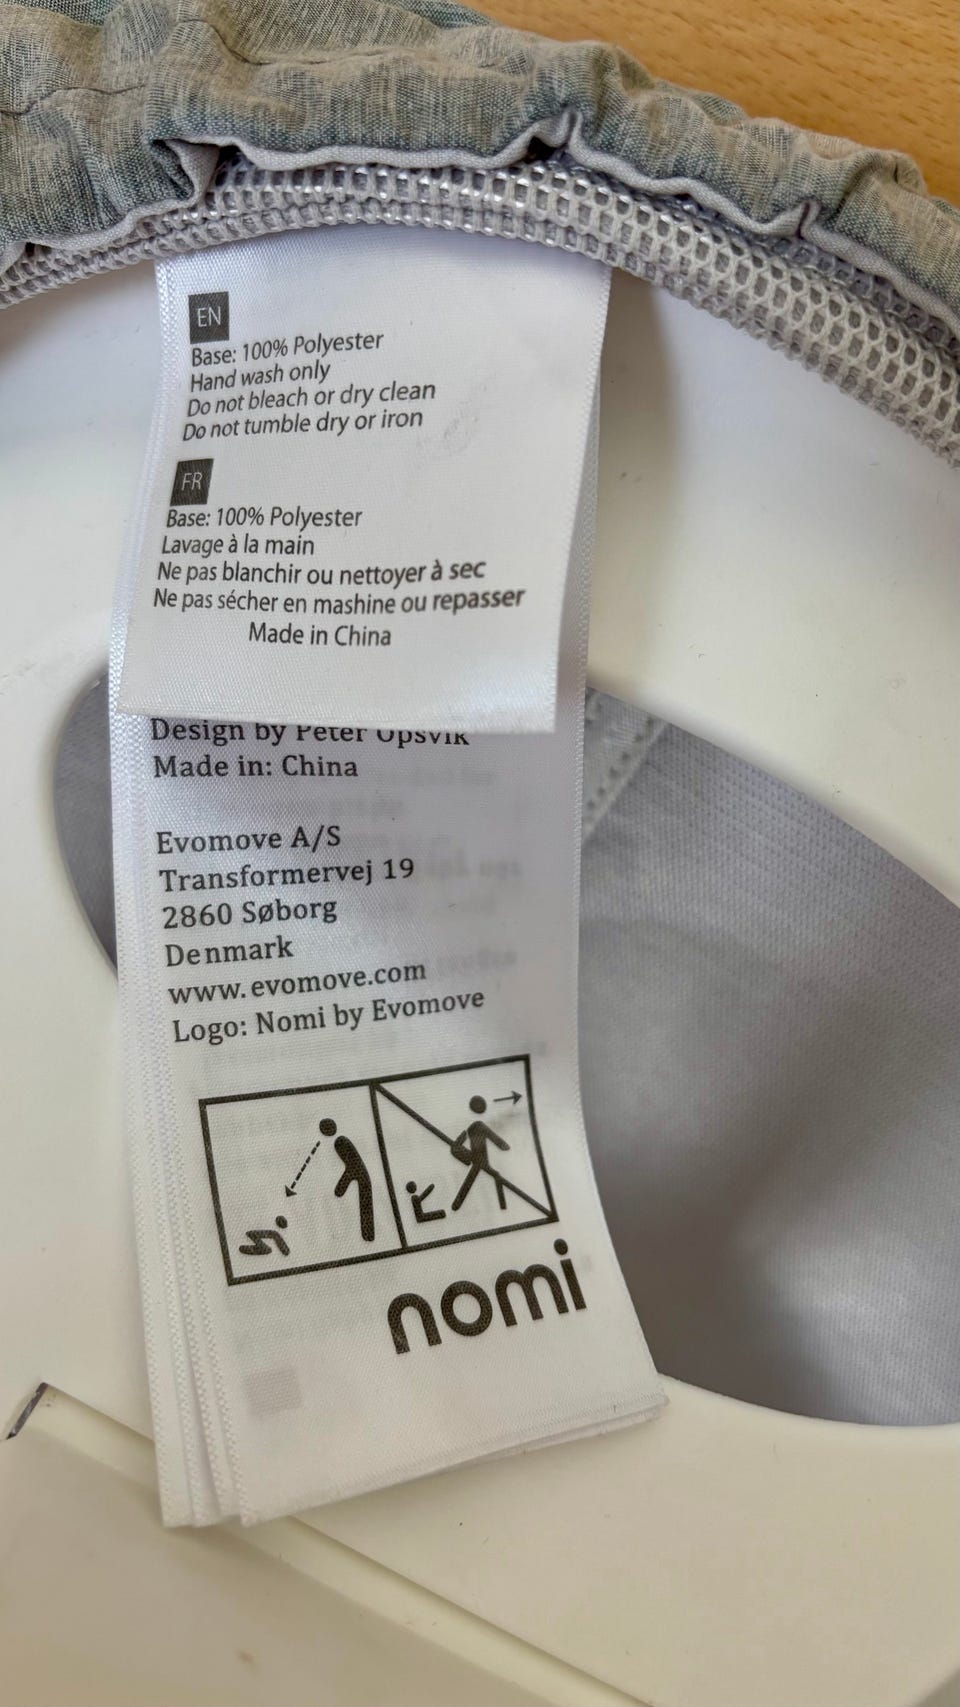 EN
Base: 100% Polyester
Hand wash only
Do not bleach or dry clean
Do not tumble dry or iron
FR
Base: 100% Polyester
Lavage à la main
Ne pas blanchir ou nettoyer à sec
Ne pas sécher en mashine ou repasser
Made in China
Design by Peter Opsvik
Made in: China
Evomove A/S
Transformervej 19
2860 Søborg
Denmark
www.evomove.com
Logo: Nomi by Evomove
nomi